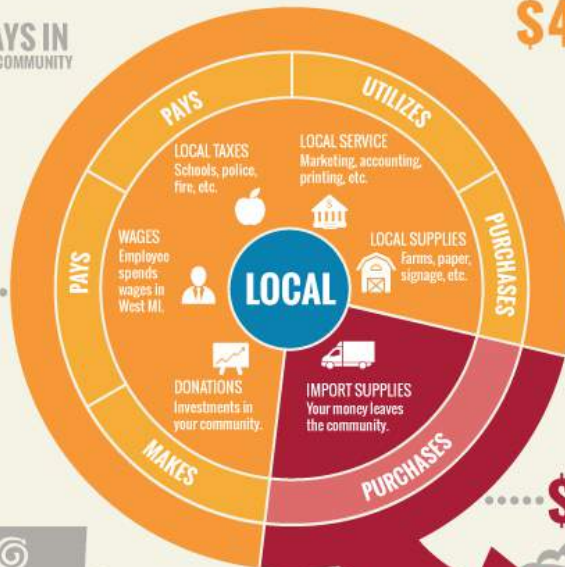 AYS IN
COMMUNITY
$4
PAYS
UTILIZES
LOCAL TAXES
Schools, police,
fire, etc.
LOCAL SERVICE
Marketing, accounting,
printing, etc.
PAYS
WAGES
Employee
spends
wages in
West MI.
LOCAL
LOCAL SUPPLIES
Farms, paper,
signage, etc.
PURCHASES
DONATIONS
Investments in
your community.
IMPORT SUPPLIES
Your money leaves
the community.
MAKES
PURCHASES
$